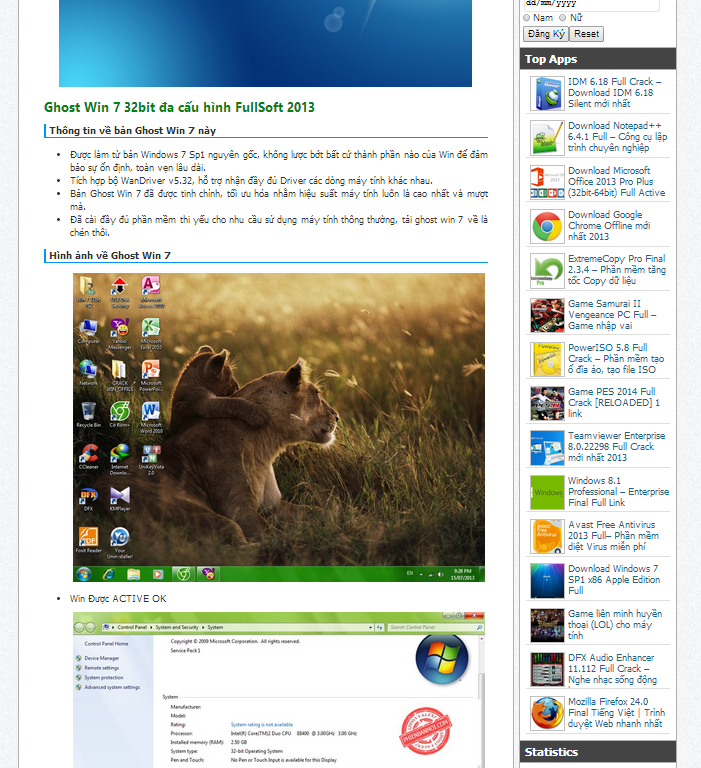 Ghost Win 7 32bit đa cấu hình FullSoft 2013
Thông tin về bản Ghost Win 7 này
Được làm từ bản Windows 7 Sp1 nguyên gốc, không lược bớt bất cứ thành phần nào của Win để đảm
bảo sự ổn định, toàn vẹn lâu dài.
Tích hợp bộ WanDriver v5.32, hỗ trợ nhận đầy đủ Driver các dòng máy tính khác nhau.
Bản Ghost Win 7 đã được tinh chỉnh, tối ưu hóa nhằm hiệu suất máy tính luôn là cao nhất và mượt
mà.
Đã cài đầy đủ phần mềm thi yếu cho nhu cầu sử dụng máy tính thông thường, tải ghost win 7 về là
chén thôi.
Hình ảnh về Ghost Win 7
Computer
Yahoo!
Messenger
Microsoft
Excel 2010
Network
CRACK
Microsoft
Recycle Bin
Microsoft
Word 2010
CCleaner
Internet
UniKeyVista
2.0
DFX
KMPlayer
Foxit Reader
Your
EN
9:28 PM
15/07/2013
Win Được ACTIVE OK
Control Panel
System and Security
System
Search Control Panel
Control Panel Home
Device Manager
Remote settings
System protection
Advanced system settings
Copyright © 2009 Microsoft Corporation. All rights reserved.
Service Pack 1
System
Manufacturer:
Model:
Rating: System rating is not available
Processor: Intel(R) Core(TM)2 Duo CPU E8400 @ 3.00GHz 3.00 GHz
Installed memory (RAM): 2.50 GB
System type: 32-bit Operating System
Pen and Touch: No Pen or Touch Input is available for this Display
dd/mm/yyyy
Nam Nữ
Đăng Ký Reset
Top Apps
IDM 6.18 Full Crack –
Download IDM 6.18
Silent mới nhất
Download Notepad++
6.4.1 Full – Công cụ lập
trình chuyên nghiệp
Download Microsoft
Office 2013 Pro Plus
(32bit-64bit) Full Active
Download Google
Chrome Offline mới
nhất 2013
ExtremeCopy Pro Final
2.3.4 – Phần mềm tăng
tốc Copy dữ liệu
Game Samurai II
Vengeance PC Full –
Game nhập vai
PowerISO 5.8 Full
Crack – Phần mềm tạo
ổ đĩa ảo, tạo file ISO
Game PES 2014 Full
Crack [RELOADED] 1
link
Teamviewer Enterprise
8.0.22298 Full Crack
mới nhất 2013
Windows 8.1
Professional – Enterprise
Final Full Link
Avast Free Antivirus
2013 Full– Phần mềm
diệt Virus miễn phí
Download Windows 7
SP1 x86 Apple Edition
Full
Game liên minh huyền
thoại (LOL) cho máy
tính
DFX Audio Enhancer
11.112 Full Crack –
Nghe nhạc sống động
Mozilla Firefox 24.0
Final Tiếng Việt | Trình
duyệt Web nhanh nhất
Statistics